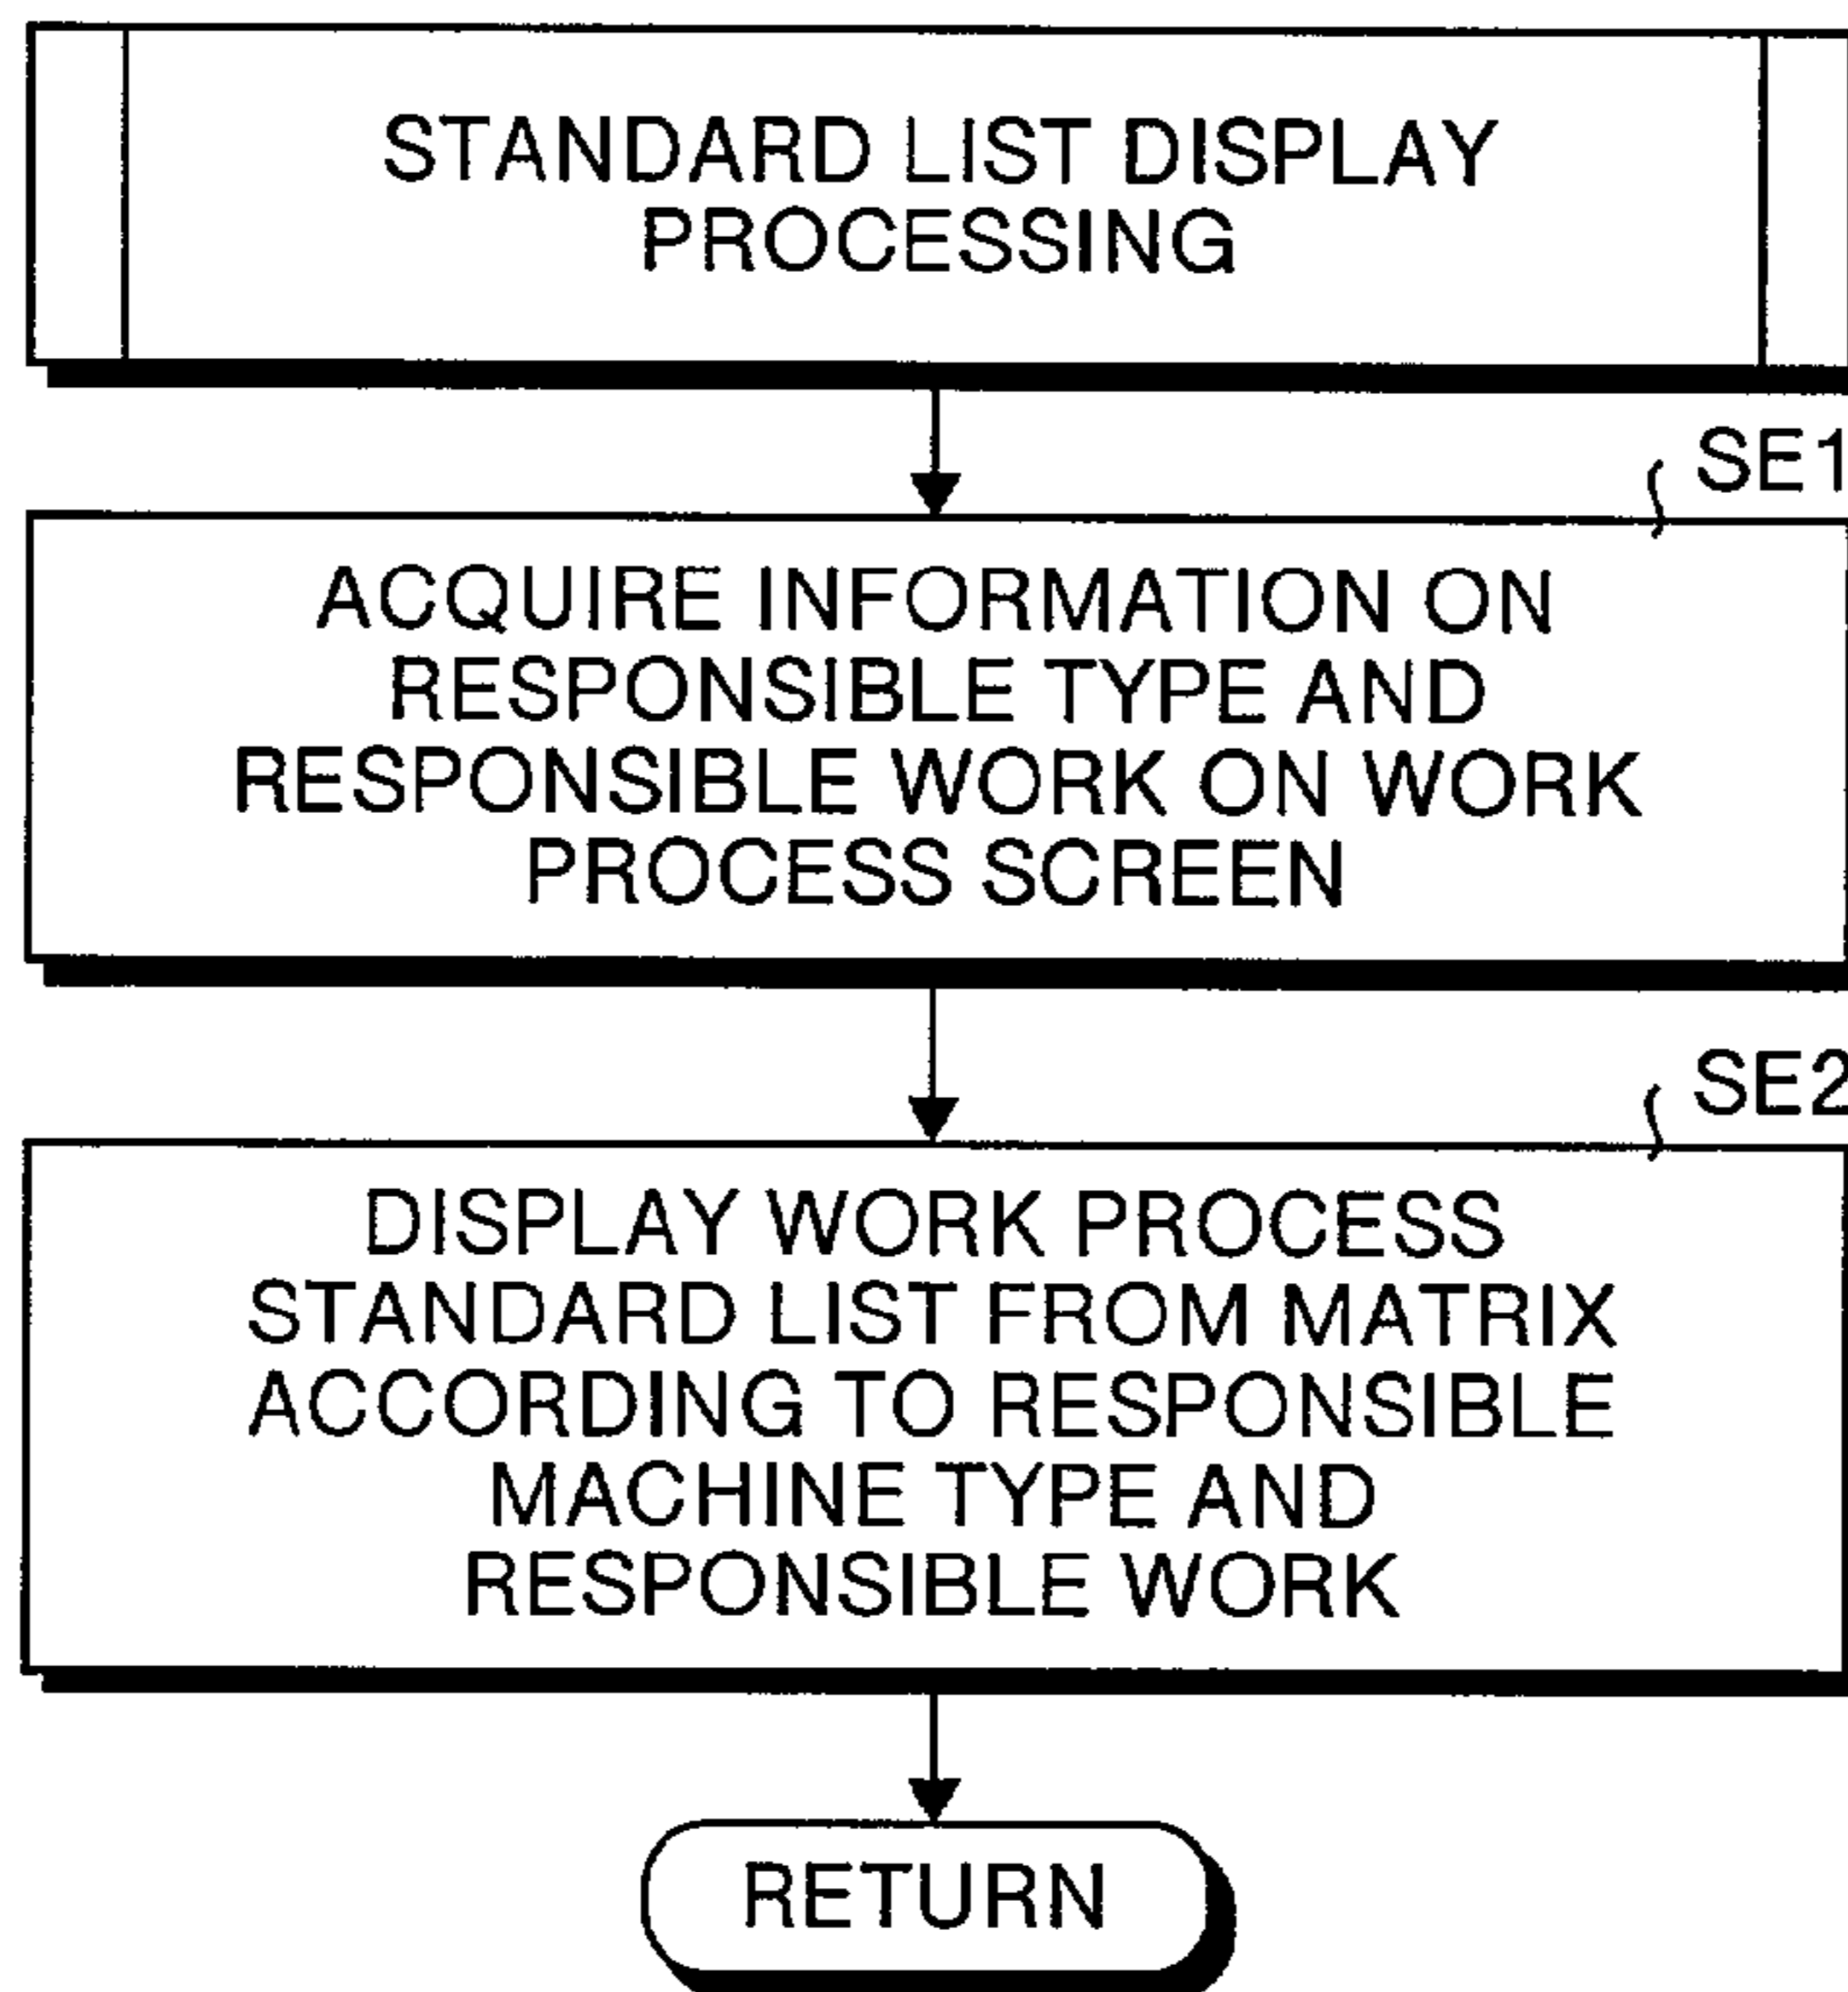 STANDARD LIST DISPLAY
PROCESSING
SE1
ACQUIRE INFORMATION ON
RESPONSIBLE TYPE AND
RESPONSIBLE WORK ON WORK
PROCESS SCREEN
SE2
DISPLAY WORK PROCESS
STANDARD LIST FROM MATRIX
ACCORDING TO RESPONSIBLE
MACHINE TYPE AND
RESPONSIBLE WORK
RETURN